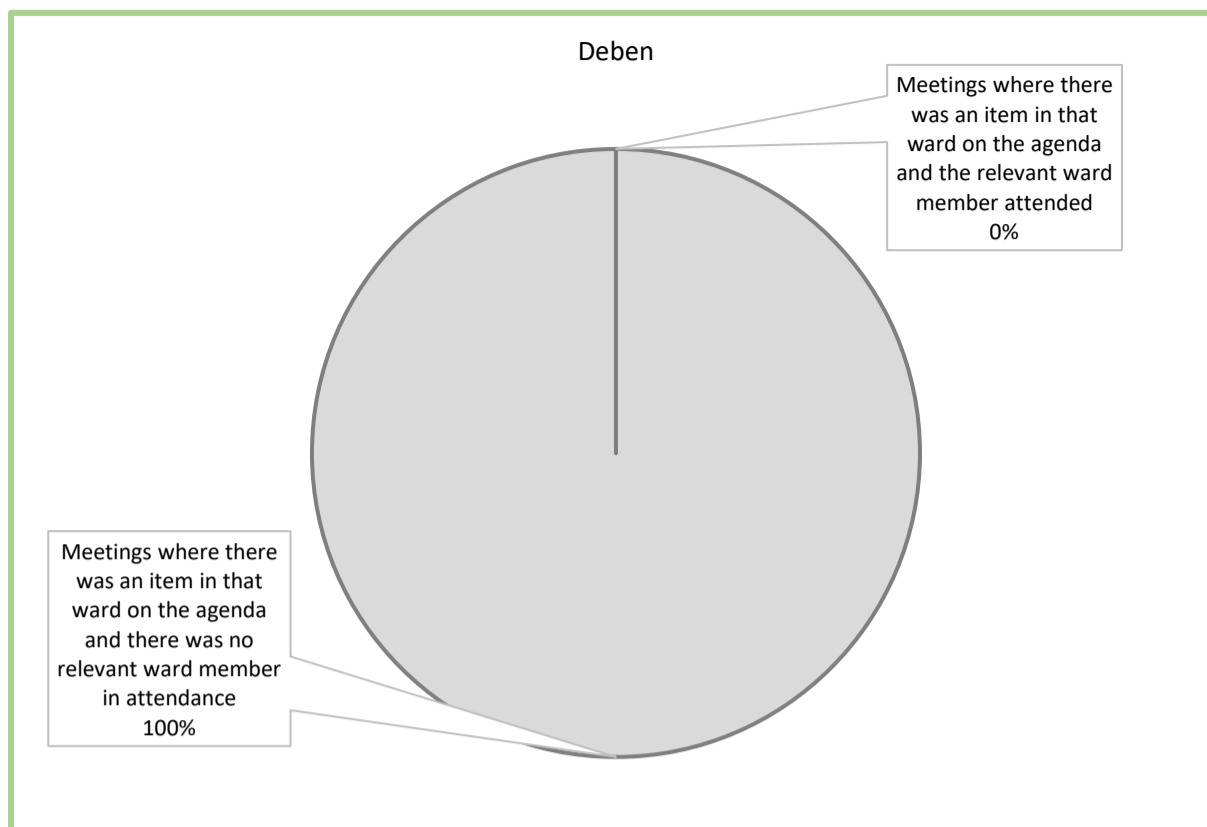 Deben
Meetings where there
was an item in that
ward on the agenda
and the relevant ward
member attended
0%
Meetings where there
was an item in that
ward on the agenda
and there was no
relevant ward member
in attendance
100%